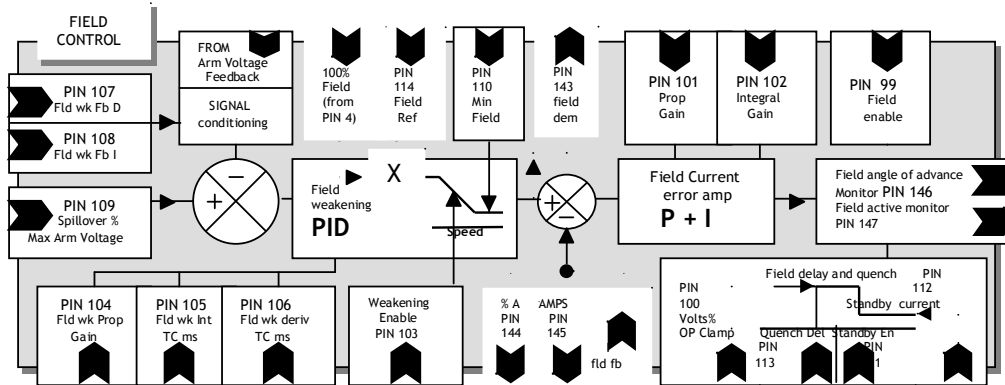 FIELD
CONTROL
FROM
Arm Voltage
Feedback
SIGNAL
conditioning
100%
Field
(from
PIN 4)
PIN
114
Field
Ref
PIN
110
Min
Field
PIN
143
field
dem
PIN 101
Prop
Gain
PIN 102
Integral
Gain
PIN 99
Field
enable
PIN 107
Fld wk Fb D
PIN 108
Fld wk Fb I
PIN 109
Spillover %
Max Arm Voltage
Field
weakening
PID
X
Speed
Field Current
error amp
P + I
Field angle of advance
Monitor PIN 146
Field active monitor
PIN 147
PIN 104
Fld wk Prop
Gain
PIN 105
Fld wk Int
TC ms
PIN 106
Fld wk deriv
TC ms
Weakening
Enable
PIN 103
% A
PIN
144
AMPS
PIN
145
fld fb
Field delay and quench
PIN
112
PIN
100
Volts%
OP Clamp
Standby current
Quench Del
PIN
113
Standby En